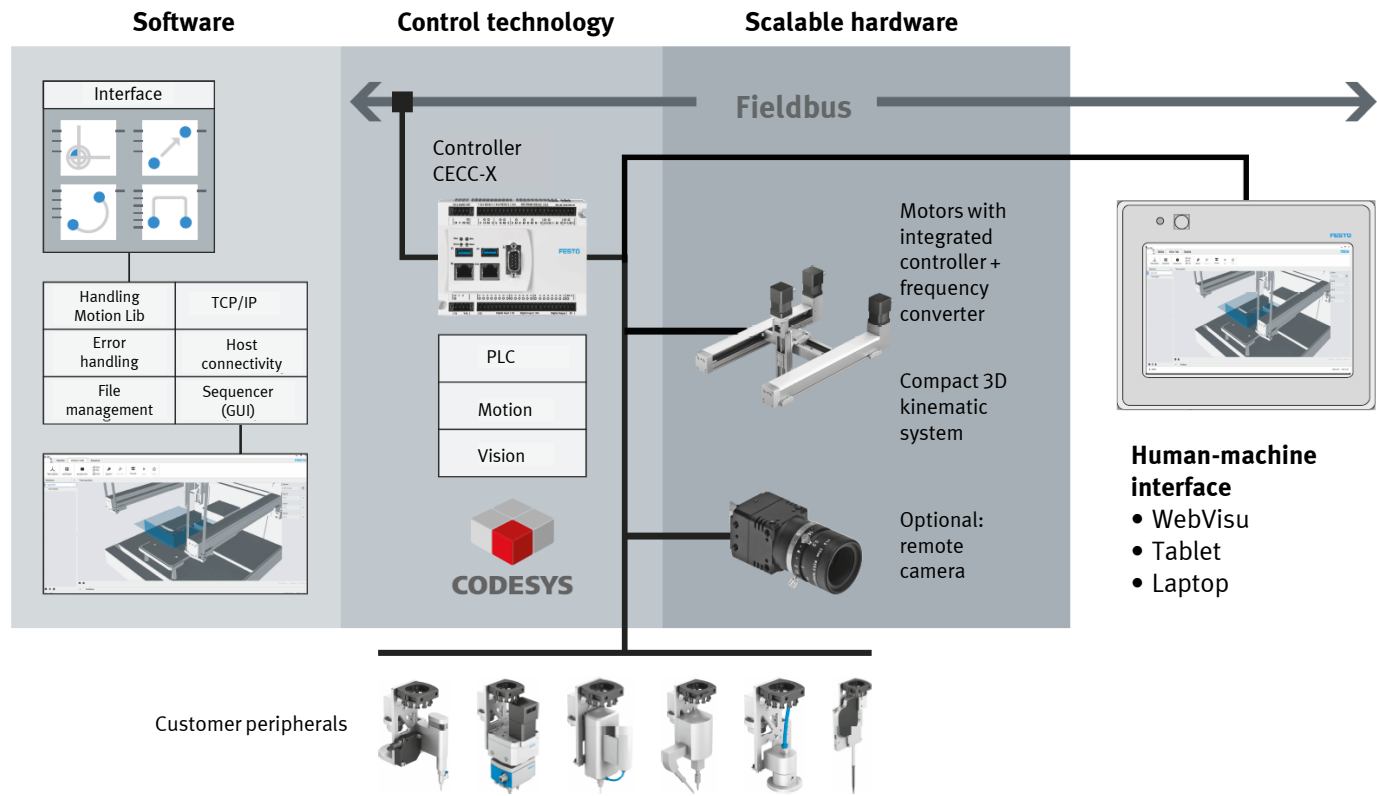 Software
Control technology
Scalable hardware
Interface
Fieldbus
Controller
CECC-X
FESTO
Handling
Motion Lib
TCP/IP
Error
handling
Host
connectivity
File
management
Sequencer
(GUI)
PLC
Motion
Vision
CODESYS
Motors with
integrated
controller +
frequency
converter
Compact 3D
kinematic
system
Optional:
remote
camera
FESTO
Human-machine
interface
• WebVisu
• Tablet
• Laptop
Customer peripherals